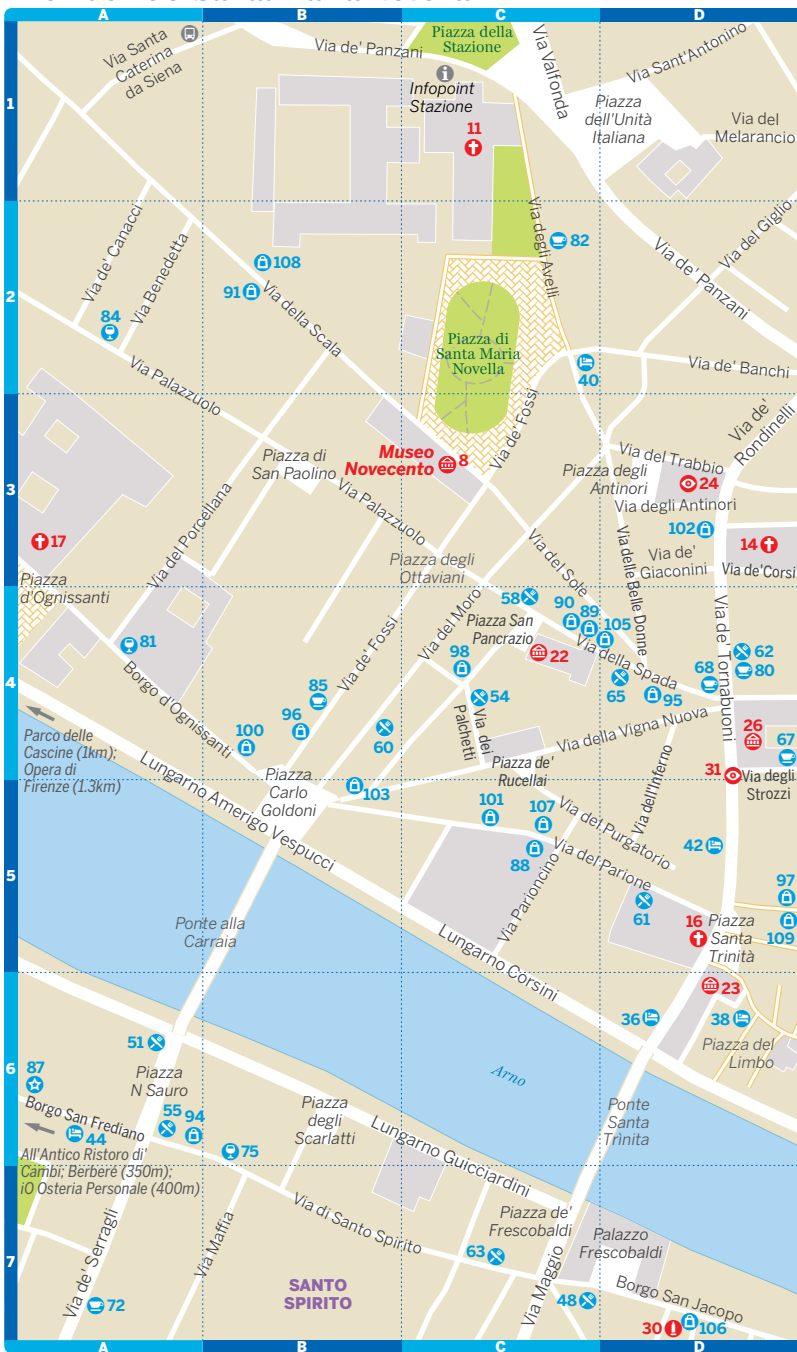 A
B
C
D
Via Santa
Caterina
da Siena
Via de' Panzani
Piazza della
Stazione
Infopoint
Stazione
Via Valfonda
Via Sant'Antonino
1
11
Piazza
dell'Unità
Italiana
Via del
Melarancio
Via de' Canacci
Via Benedetta
108
91
Via della Scala
Via degli Avelli
82
Via del Giglio
Via de' Panzani
2
84
Piazza di
Santa Maria
Novella
40
Via de' Banchi
Via Palazzuolo
Via de' Fossi
Via de'
Rondinelli
Museo
Novecento
8
Piazza di
San Paolino
Via del Trabbio
Piazza degli
Antinori
24
Via degli Antinori
3
17
Via del Porcellana
Via Palazzuolo
Piazza degli
Ottaviani
Via del Sole
Via delle Belle Donne
102
14
Via de'
Giaconini
Via de'Corsi
Piazza
d'Ognissanti
58
90
89
105
Piazza San
Pancrazio
22
Via de' Tornabuoni
62
80
81
Via de' Fossi
Via del Moro
98
Via della Spada
65
95
68
4
Borgo d'Ognissanti
85
96
100
60
54
Via dei
Palchetti
Via della Vigna Nuova
26
67
Parco delle
Cascine (1km);
Opera di
Firenze (1.3km)
Piazza de'
Rucellai
Via dell'Inferno
31
Via degli
Strozzi
Lungarno Amerigo Vespucci
Piazza
Carlo
Goldoni
103
101
107
88
Via del Purgatorio
42
5
Via Parioncino
Via del Parione
61
97
109
Ponte alla
Carraia
Lungarno Corsini
16
Piazza
Santa
Trinità
23
36
38
Piazza del
Limbo
51
6
87
Piazza
N Sauro
Arno
Ponte
Santa
Trìnita
Borgo San Frediano
44
55
94
75
Piazza
degli
Scarlatti
Lungarno Guicciardini
All'Antico Ristoro di'
Cambi; Berberé (350m);
iO Osteria Personale (400m)
Via de' Serragli
Via Maffia
Via di Santo Spirito
Piazza de'
Frescobaldi
Palazzo
Frescobaldi
7
63
Via Maggio
48
Borgo San Jacopo
72
SANTO
SPIRITO
30
106
A
B
C
D